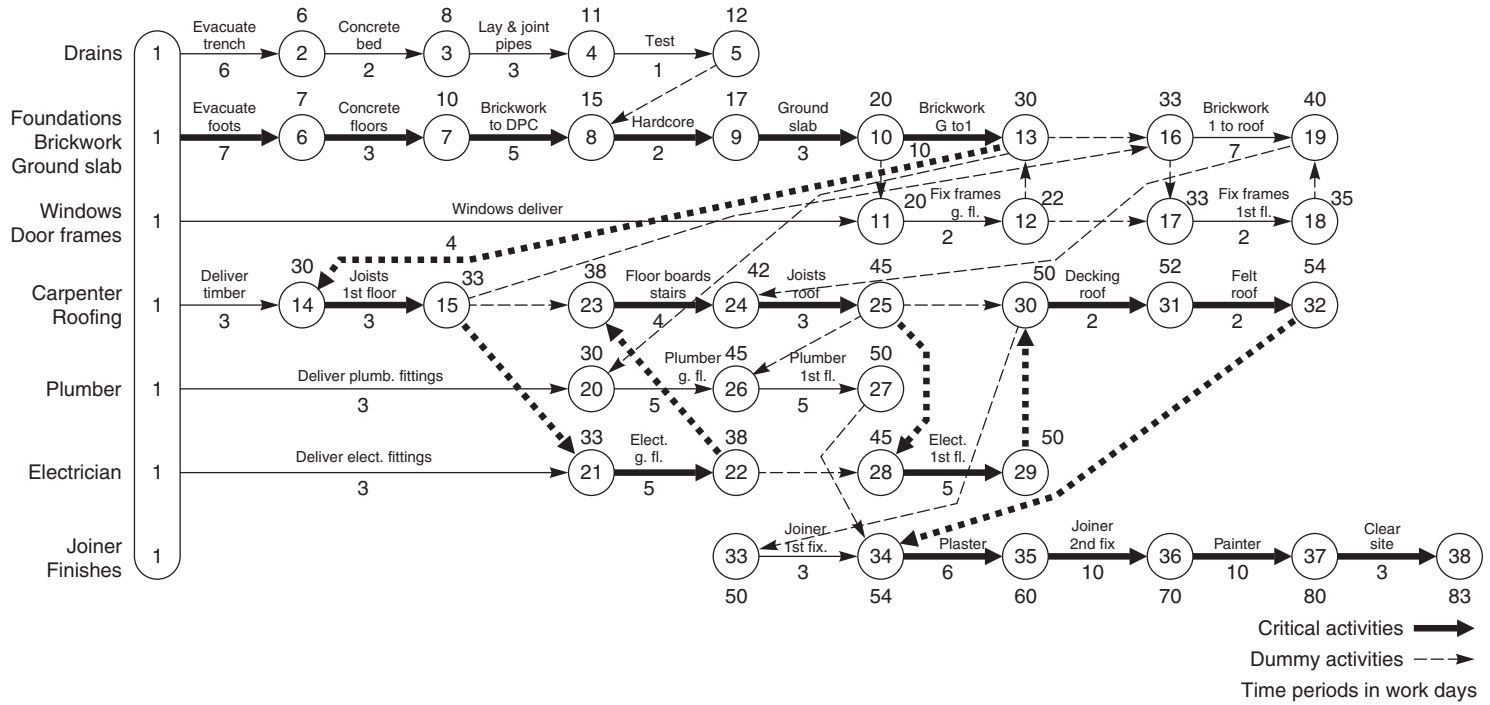 6 8 11 12
Evacuate trench Concrete bed Lay & joint pipes Test
Drains 1 2 3 4 5
6 2 3 1
7 10 15 17 20 30 33 40
Evacuate foots Concrete floors Brickwork to DPC Hardcore Ground slab Brickwork G to1 Brickwork 1 to roof
Foundations
Brickwork
Ground slab
1 6 7 8 9 10 13 16 19
7 3 5 2 3 10 7
Windows
Door frames
Windows deliver 20 Fix frames g. fl. 22 33 Fix frames 1st fl. 35
1 11 12 17 18
2 2
4
30 33 38 42 45 50 52 54
Deliver timber Joists 1st floor Floor boards stairs Joists roof Decking roof Felt roof
Carpenter
Roofing
1 14 15 23 24 25 30 31 32
3 3 4 3 2 2
30 45 50
Deliver plumb. fittings Plumber g. fl. Plumber 1st fl.
Plumber 1 20 26 27
3 5 5
33 38 45 50
Deliver elect. fittings Elect. g. fl. Elect. 1st fl.
Electrician 1 21 22 28 29
3 5 5
Joiner 1st fix. Plaster Joiner 2nd fix Painter Clear site
Joiner
Finishes
1 33 34 35 36 37 38
3 6 10 10 3
50 54 60 70 80 83
Critical activities
Dummy activities
Time periods in work days